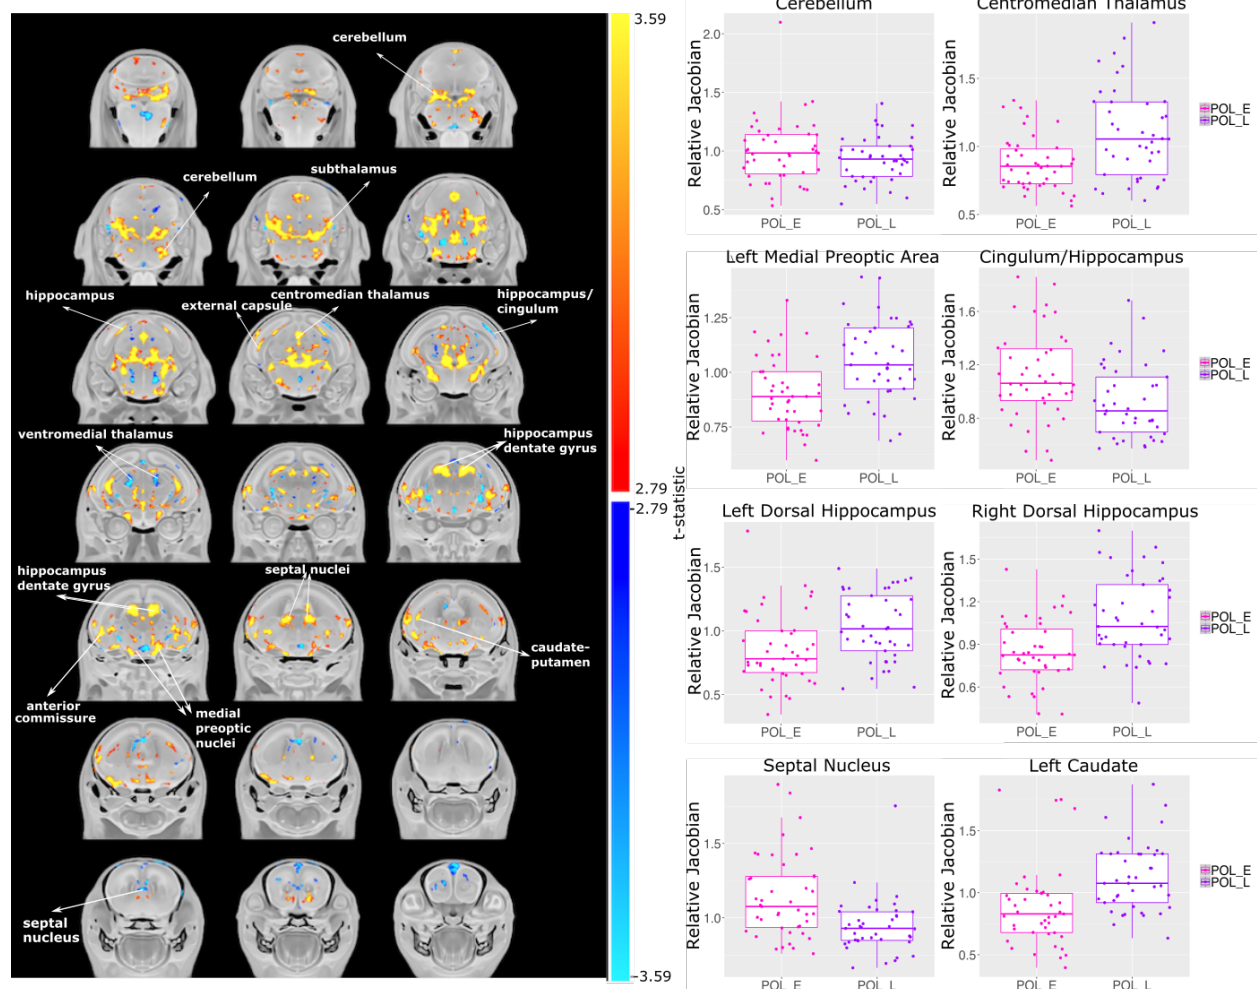 cerebellum
cerebellum
subthalamus
hippocampus
external capsule
centromedian thalamus
hippocampus/
cingulum
ventromedial thalamus
hippocampus
dentate gyrus
hippocampus
dentate gyrus
septal nuclei
caudate-
putamen
anterior
commissure
medial
preoptic
nuclei
septal
nucleus
3.59
2.79
-2.79
t-statistic
-3.59
Cerebellum
Relative Jacobian
2.0
1.5
1.0
0.5
POL_E
POL_L
Centromedian Thalamus
Relative Jacobian
1.5
1.0
0.5
POL_E
POL_L
POL_E
POL_L
Left Medial Preoptic Area
Relative Jacobian
1.25
1.00
0.75
POL_E
POL_L
Cingulum/Hippocampus
Relative Jacobian
1.6
1.2
0.8
POL_E
POL_L
POL_E
POL_L
Left Dorsal Hippocampus
Relative Jacobian
1.5
1.0
0.5
POL_E
POL_L
Right Dorsal Hippocampus
Relative Jacobian
1.5
1.2
0.9
0.6
POL_E
POL_L
POL_E
POL_L
Septal Nucleus
Relative Jacobian
1.5
1.0
POL_E
POL_L
Left Caudate
Relative Jacobian
1.5
1.0
0.5
POL_E
POL_L
POL_E
POL_L